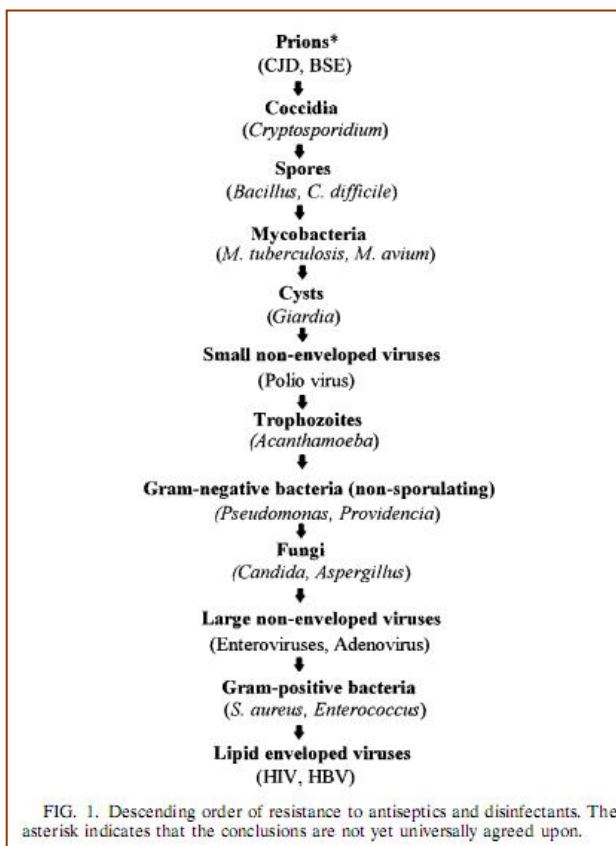 Prions*
(CJD, BSE)
Coccidia
(Cryptosporidium)
Spores
(Bacillus, C. difficile)
Mycobacteria
(M. tuberculosis, M. avium)
Cysts
(Giardia)
Small non-enveloped viruses
(Polio virus)
Trophozoites
(Acanthamoeba)
Gram-negative bacteria (non-sporulating)
(Pseudomonas, Providencia)
Fungi
(Candida, Aspergillus)
Large non-enveloped viruses
(Enteroviruses, Adenovirus)
Gram-positive bacteria
(S. aureus, Enterococcus)
Lipid enveloped viruses
(HIV, HBV)
FIG. 1. Descending order of resistance to antiseptics and disinfectants. The
asterisk indicates that the conclusions are not yet universally agreed upon.